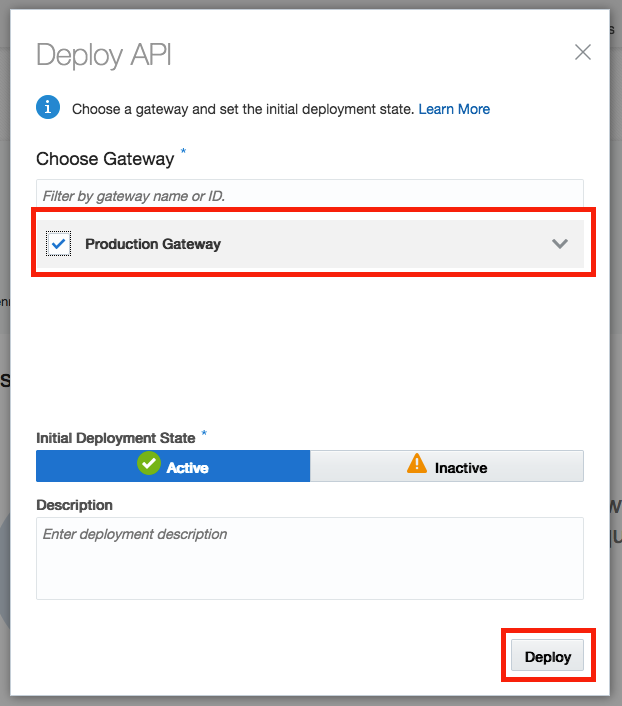 Deploy API
Choose a gateway and set the initial deployment state. Learn More
Choose Gateway *
Filter by gateway name or ID.
Production Gateway
Initial Deployment State *
Active
Inactive
Description
Enter deployment description
Deploy